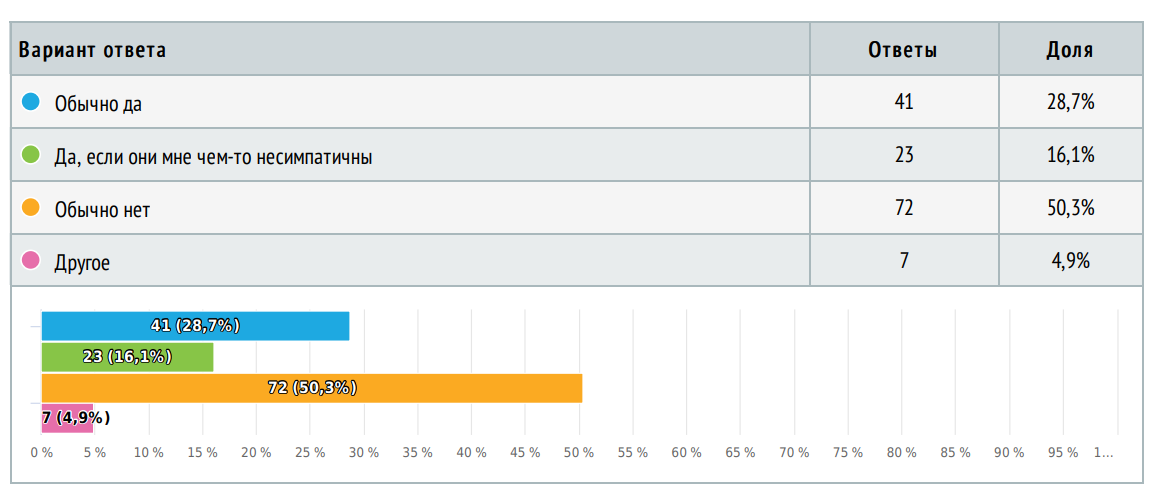 Вариант ответа Ответы Доля
Обычно да 41 28,7%
Да, если они мне чем-то несимпатичны 23 16,1%
Обычно нет 72 50,3%
Другое 7 4,9%
41 (28,7%)
23 (16,1%)
72 (50,3%)
7 (4,9%)
0 % 5 % 10 % 15 % 20 % 25 % 30 % 35 % 40 % 45 % 50 % 55 % 60 % 65 % 70 % 75 % 80 % 85 % 90 % 95 % 1...